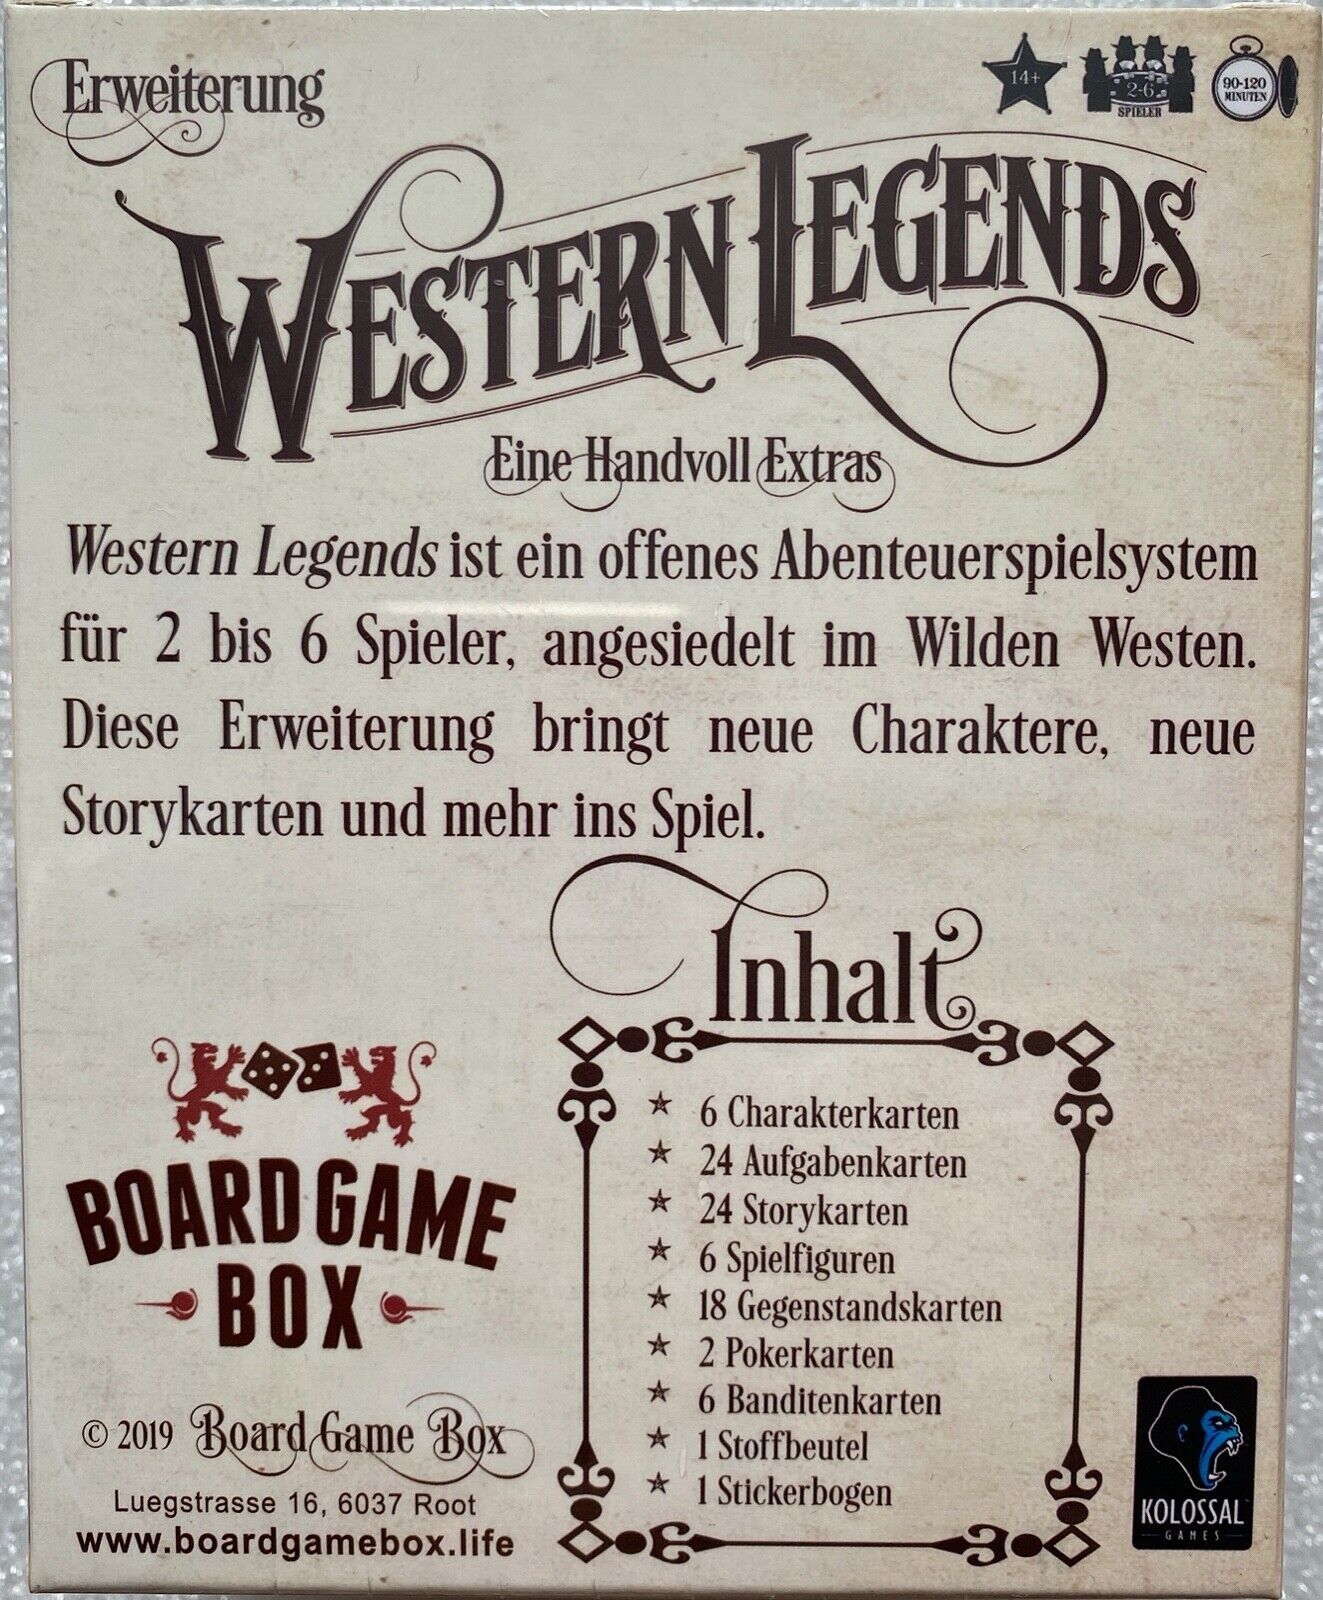 Erweiterung
14+
2-6
SPIELER
90-120
MINUTEN
WESTERN LEGENDS
Eine Handvoll Extras
Western Legends ist ein offenes Abenteuerspielsystem
für 2 bis 6 Spieler, angesiedelt im Wilden Westen.
Diese Erweiterung bringt neue Charaktere, neue
Storykarten und mehr ins Spiel.
Inhalt
6 Charakterkarten
24 Aufgabenkarten
24 Storykarten
6 Spielfiguren
18 Gegenstandskarten
2 Pokerkarten
6 Banditenkarten
1 Stoffbeutel
1 Stickerbogen
BOARD GAME
BOX
© 2019 Board Game Box
Luegstrasse 16, 6037 Root
www.boardgamebox.life
KOLOSSAL
GAMES